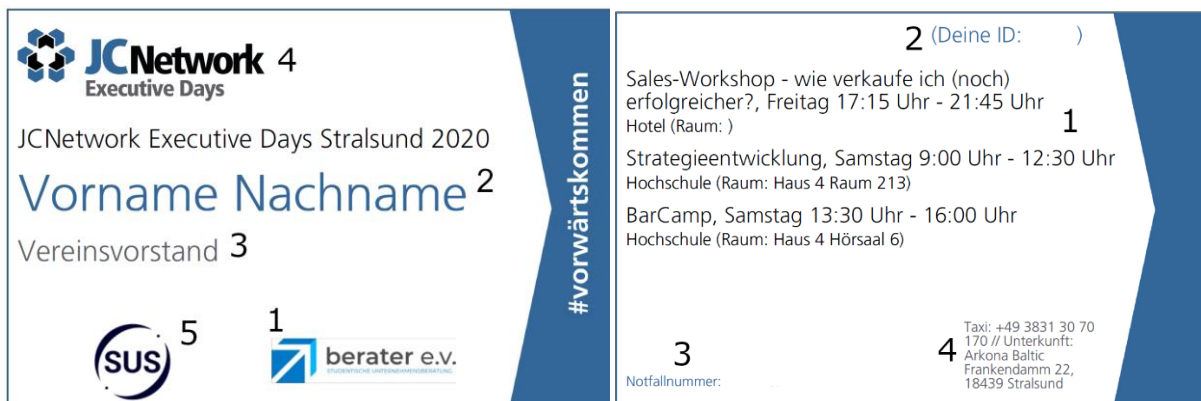 JCNetwork 4
Executive Days
JCNetwork Executive Days Stralsund 2020
Vorname Nachname 2
Vereinsvorstand 3
SUS 5
1
berater e.V.
STUDENTISCHE UNTERNEHMENSBERATUNG
#vorwärtskommen
2 (Deine ID: )
Sales-Workshop - wie verkaufe ich (noch)
erfolgreicher?, Freitag 17:15 Uhr - 21:45 Uhr
Hotel (Raum: )
1
Strategieentwicklung, Samstag 9:00 Uhr - 12:30 Uhr
Hochschule (Raum: Haus 4 Raum 213)
BarCamp, Samstag 13:30 Uhr - 16:00 Uhr
Hochschule (Raum: Haus 4 Hörsaal 6)
3
Notfallnummer:
4
Taxi: +49 3831 30 70
170 // Unterkunft:
Arkona Baltic
Frankendamm 22,
18439 Stralsund